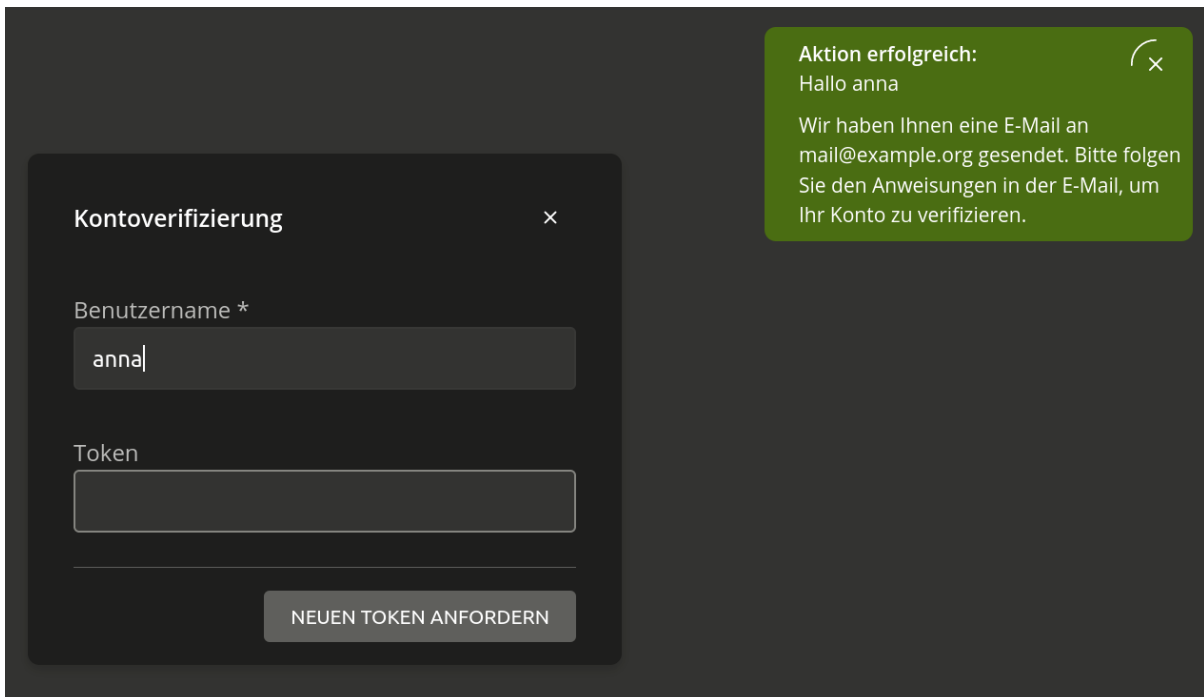 Aktion erfolgreich:
Hallo anna
Wir haben Ihnen eine E-Mail an
mail@example.org gesendet. Bitte folgen
Sie den Anweisungen in der E-Mail, um
Ihr Konto zu verifizieren.
Kontoverifizierung
Benutzername *
anna
Token
NEUEN TOKEN ANFORDERN